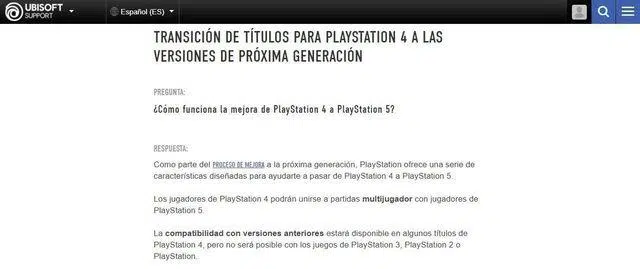 UBISOFT
SUPPORT
Español (ES)
TRANSICIÓN DE TÍTULOS PARA PLAYSTATION 4 A LAS
VERSIONES DE PRÓXIMA GENERACIÓN
PREGUNTA:
¿Cómo funciona la mejora de PlayStation 4 a PlayStation 5?
RESPUESTA:
Como parte del PROCESO DE MEJORA a la próxima generación, PlayStation ofrece una serie de
características diseñadas para ayudarte a pasar de PlayStation 4 a PlayStation 5.
Los jugadores de PlayStation 4 podrán unirse a partidas multijugador con jugadores de
PlayStation 5.
La compatibilidad con versiones anteriores estará disponible en algunos títulos de
PlayStation 4, pero no será posible con los juegos de PlayStation 3, PlayStation 2 o
PlayStation.